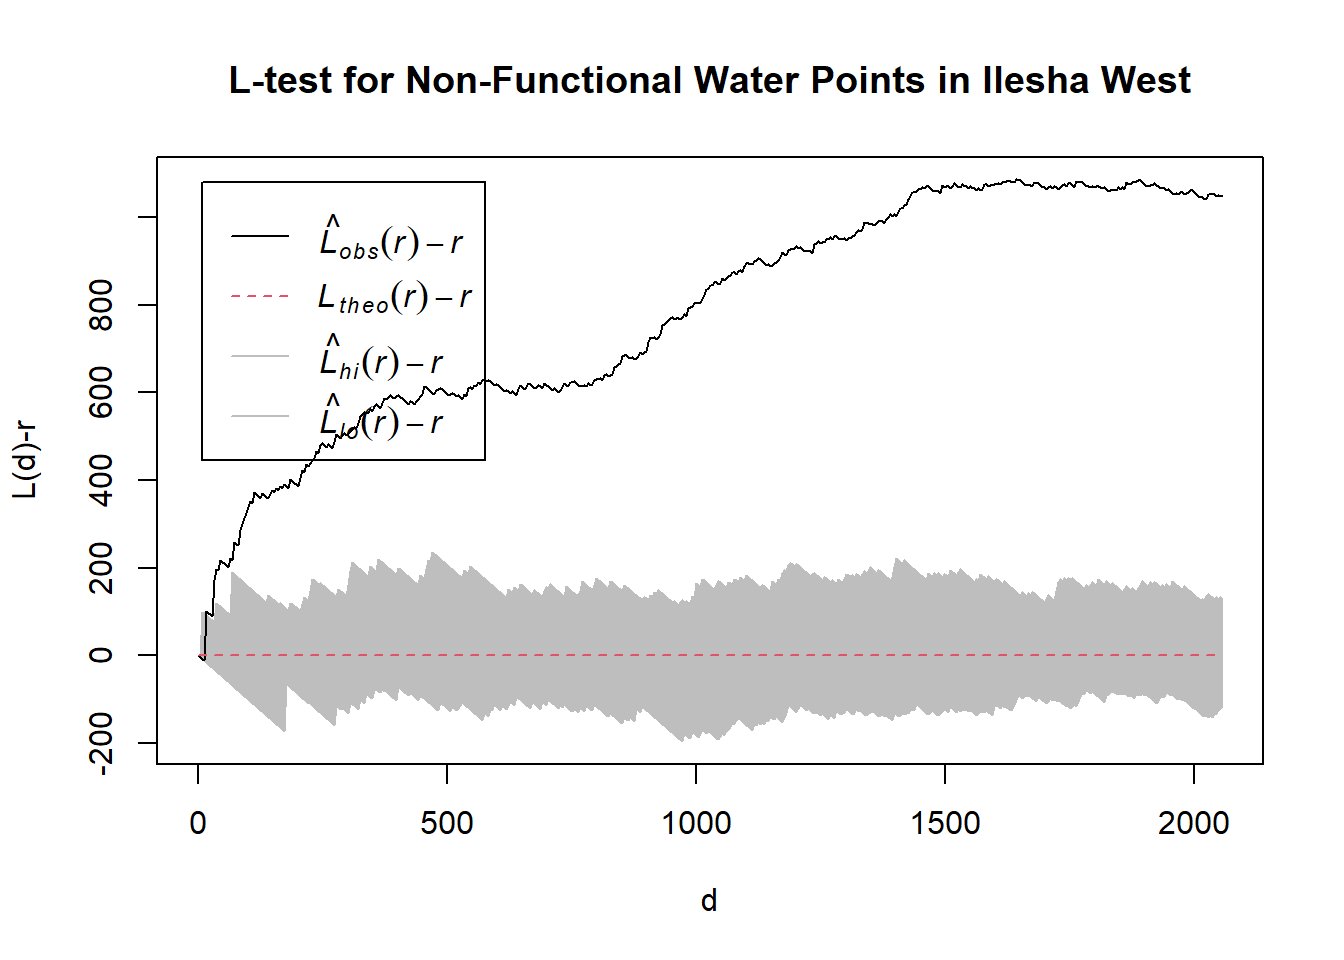 L-test for Non-Functional Water Points in Ilesha West
L̂obs(r) – r
Ltheo(r) – r
L̂hi(r) – r
L̂lo(r) – r
L(d)-r
800
600
400
200
0
-200
0 500 1000 1500 2000
d